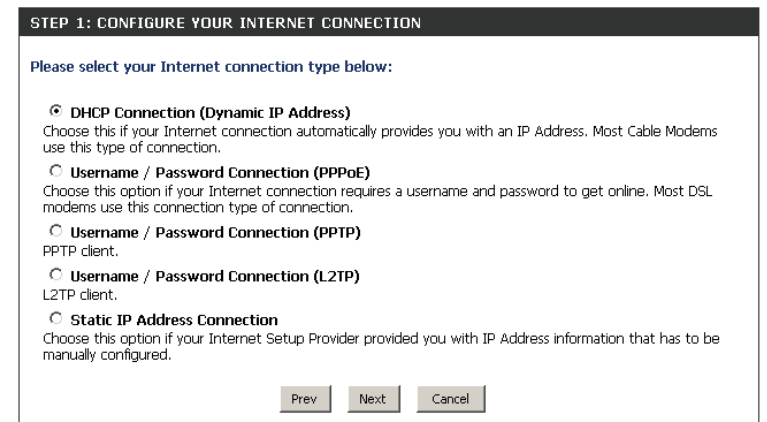 STEP 1: CONFIGURE YOUR INTERNET CONNECTION
Please select your Internet connection type below:
DHCP Connection (Dynamic IP Address)
Choose this if your Internet connection automatically provides you with an IP Address. Most Cable Modems
use this type of connection.
Username / Password Connection (PPPoE)
Choose this option if your Internet connection requires a username and password to get online. Most DSL
modems use this connection type of connection.
Username / Password Connection (PPTP)
PPTP client.
Username / Password Connection (L2TP)
L2TP client.
Static IP Address Connection
Choose this option if your Internet Setup Provider provided you with IP Address information that has to be
manually configured.
Prev Next Cancel